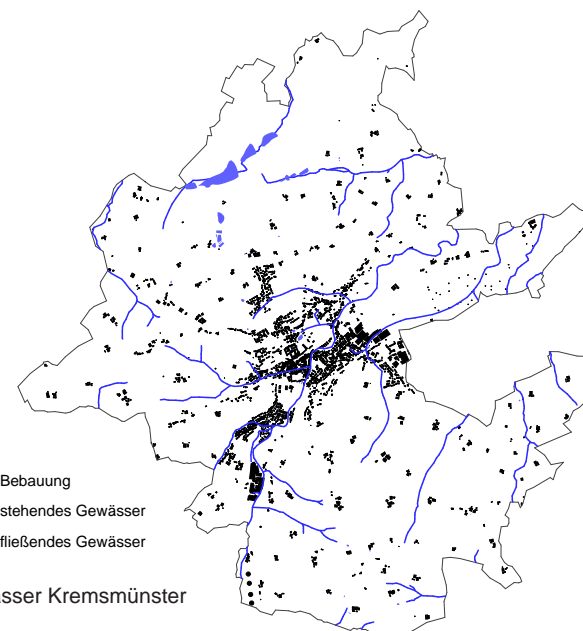 Bebauung
stehendes Gewässer
fließendes Gewässer
sser Kremsmünster